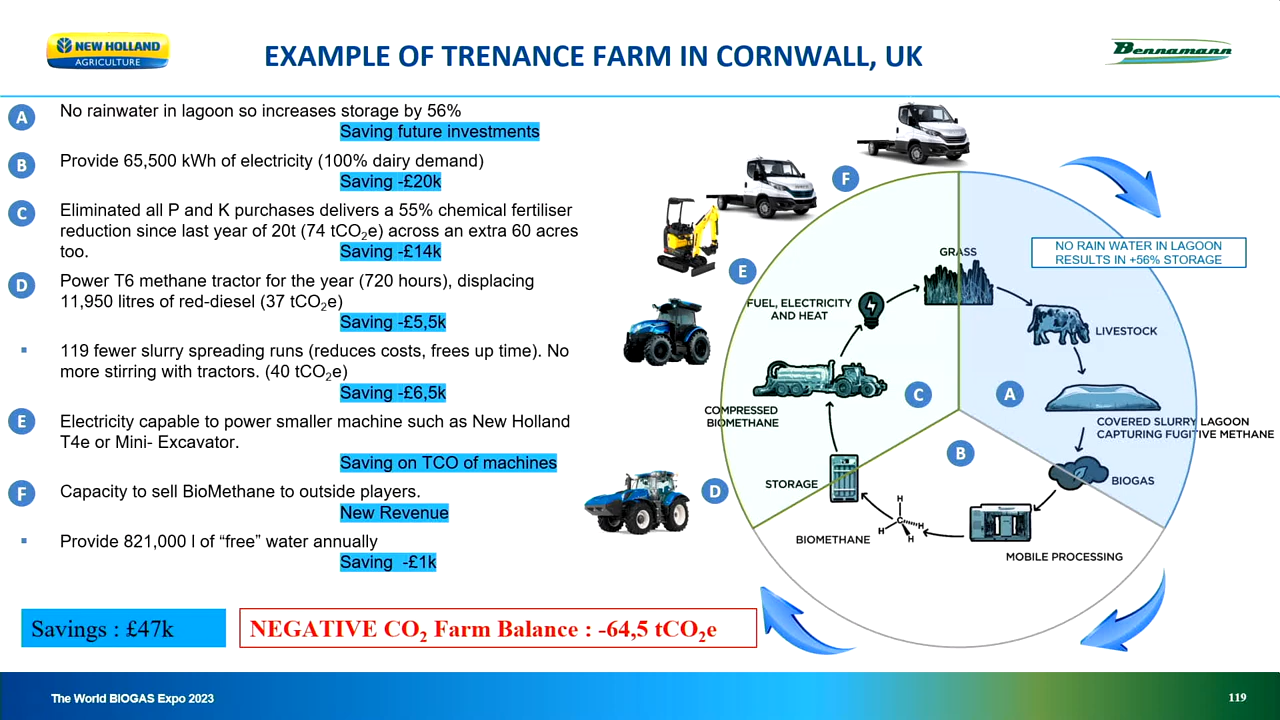 NEW HOLLAND
AGRICULTURE
EXAMPLE OF TRENANCE FARM IN CORNWALL, UK
Bennamann
A
No rainwater in lagoon so increases storage by 56%
Saving future investments
B
Provide 65,500 kWh of electricity (100% dairy demand)
Saving -£20k
C
Eliminated all P and K purchases delivers a 55% chemical fertiliser
reduction since last year of 20t (74 tCO₂e) across an extra 60 acres
too. Saving -£14k
D
Power T6 methane tractor for the year (720 hours), displacing
11,950 litres of red-diesel (37 tCO₂e)
Saving -£5,5k
▪ 119 fewer slurry spreading runs (reduces costs, frees up time). No
more stirring with tractors. (40 tCO₂e)
Saving -£6,5k
E
Electricity capable to power smaller machine such as New Holland
T4e or Mini- Excavator.
Saving on TCO of machines
F
Capacity to sell BioMethane to outside players.
New Revenue
▪ Provide 821,000 l of “free” water annually
Saving -£1k
Savings : £47k
NEGATIVE CO₂ Farm Balance : -64,5 tCO₂e
F
E
D
NO RAIN WATER IN LAGOON
RESULTS IN +56% STORAGE
GRASS
LIVESTOCK
COVERED SLURRY LAGOON
CAPTURING FUGITIVE METHANE
BIOGAS
MOBILE PROCESSING
BIOMETHANE
H
H
C
H
H
STORAGE
COMPRESSED
BIOMETHANE
FUEL, ELECTRICITY
AND HEAT
C
A
B
The World BIOGAS Expo 2023
119